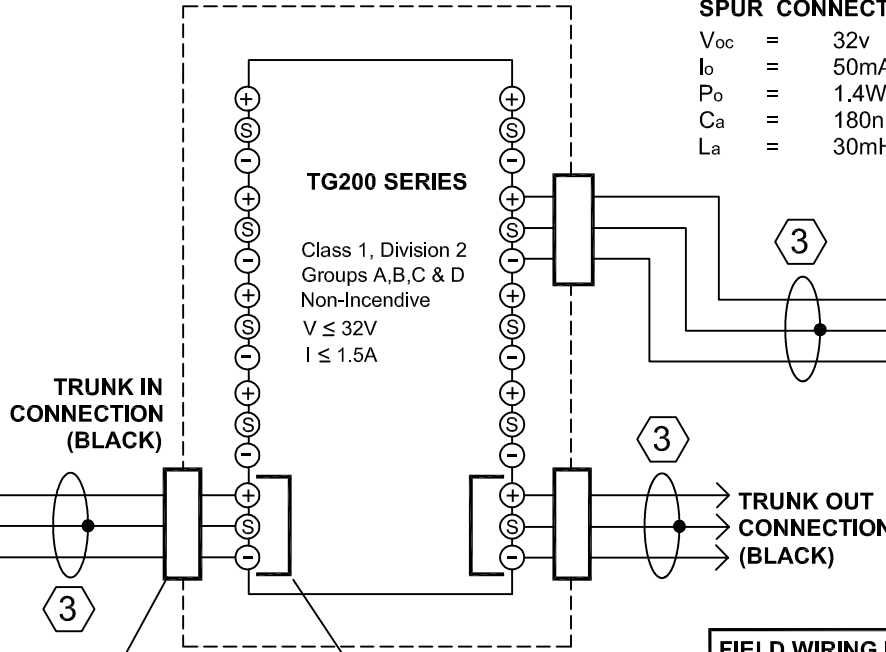 SPUR CONNECT
Voc = 32v
Io = 50mA
Po = 1.4W
Ca = 180n
La = 30mH
+
S
-
+
S
-
+
S
-
+
S
-
+
S
-
TG200 SERIES
Class 1, Division 2
Groups A,B,C & D
Non-Incendive
V ≤ 32V
I ≤ 1.5A
+
S
-
+
S
-
+
S
-
+
S
-
+
S
-
3
TRUNK IN
CONNECTION
(BLACK)
3
3
TRUNK OUT
CONNECTION
(BLACK)
FIELD WIRING